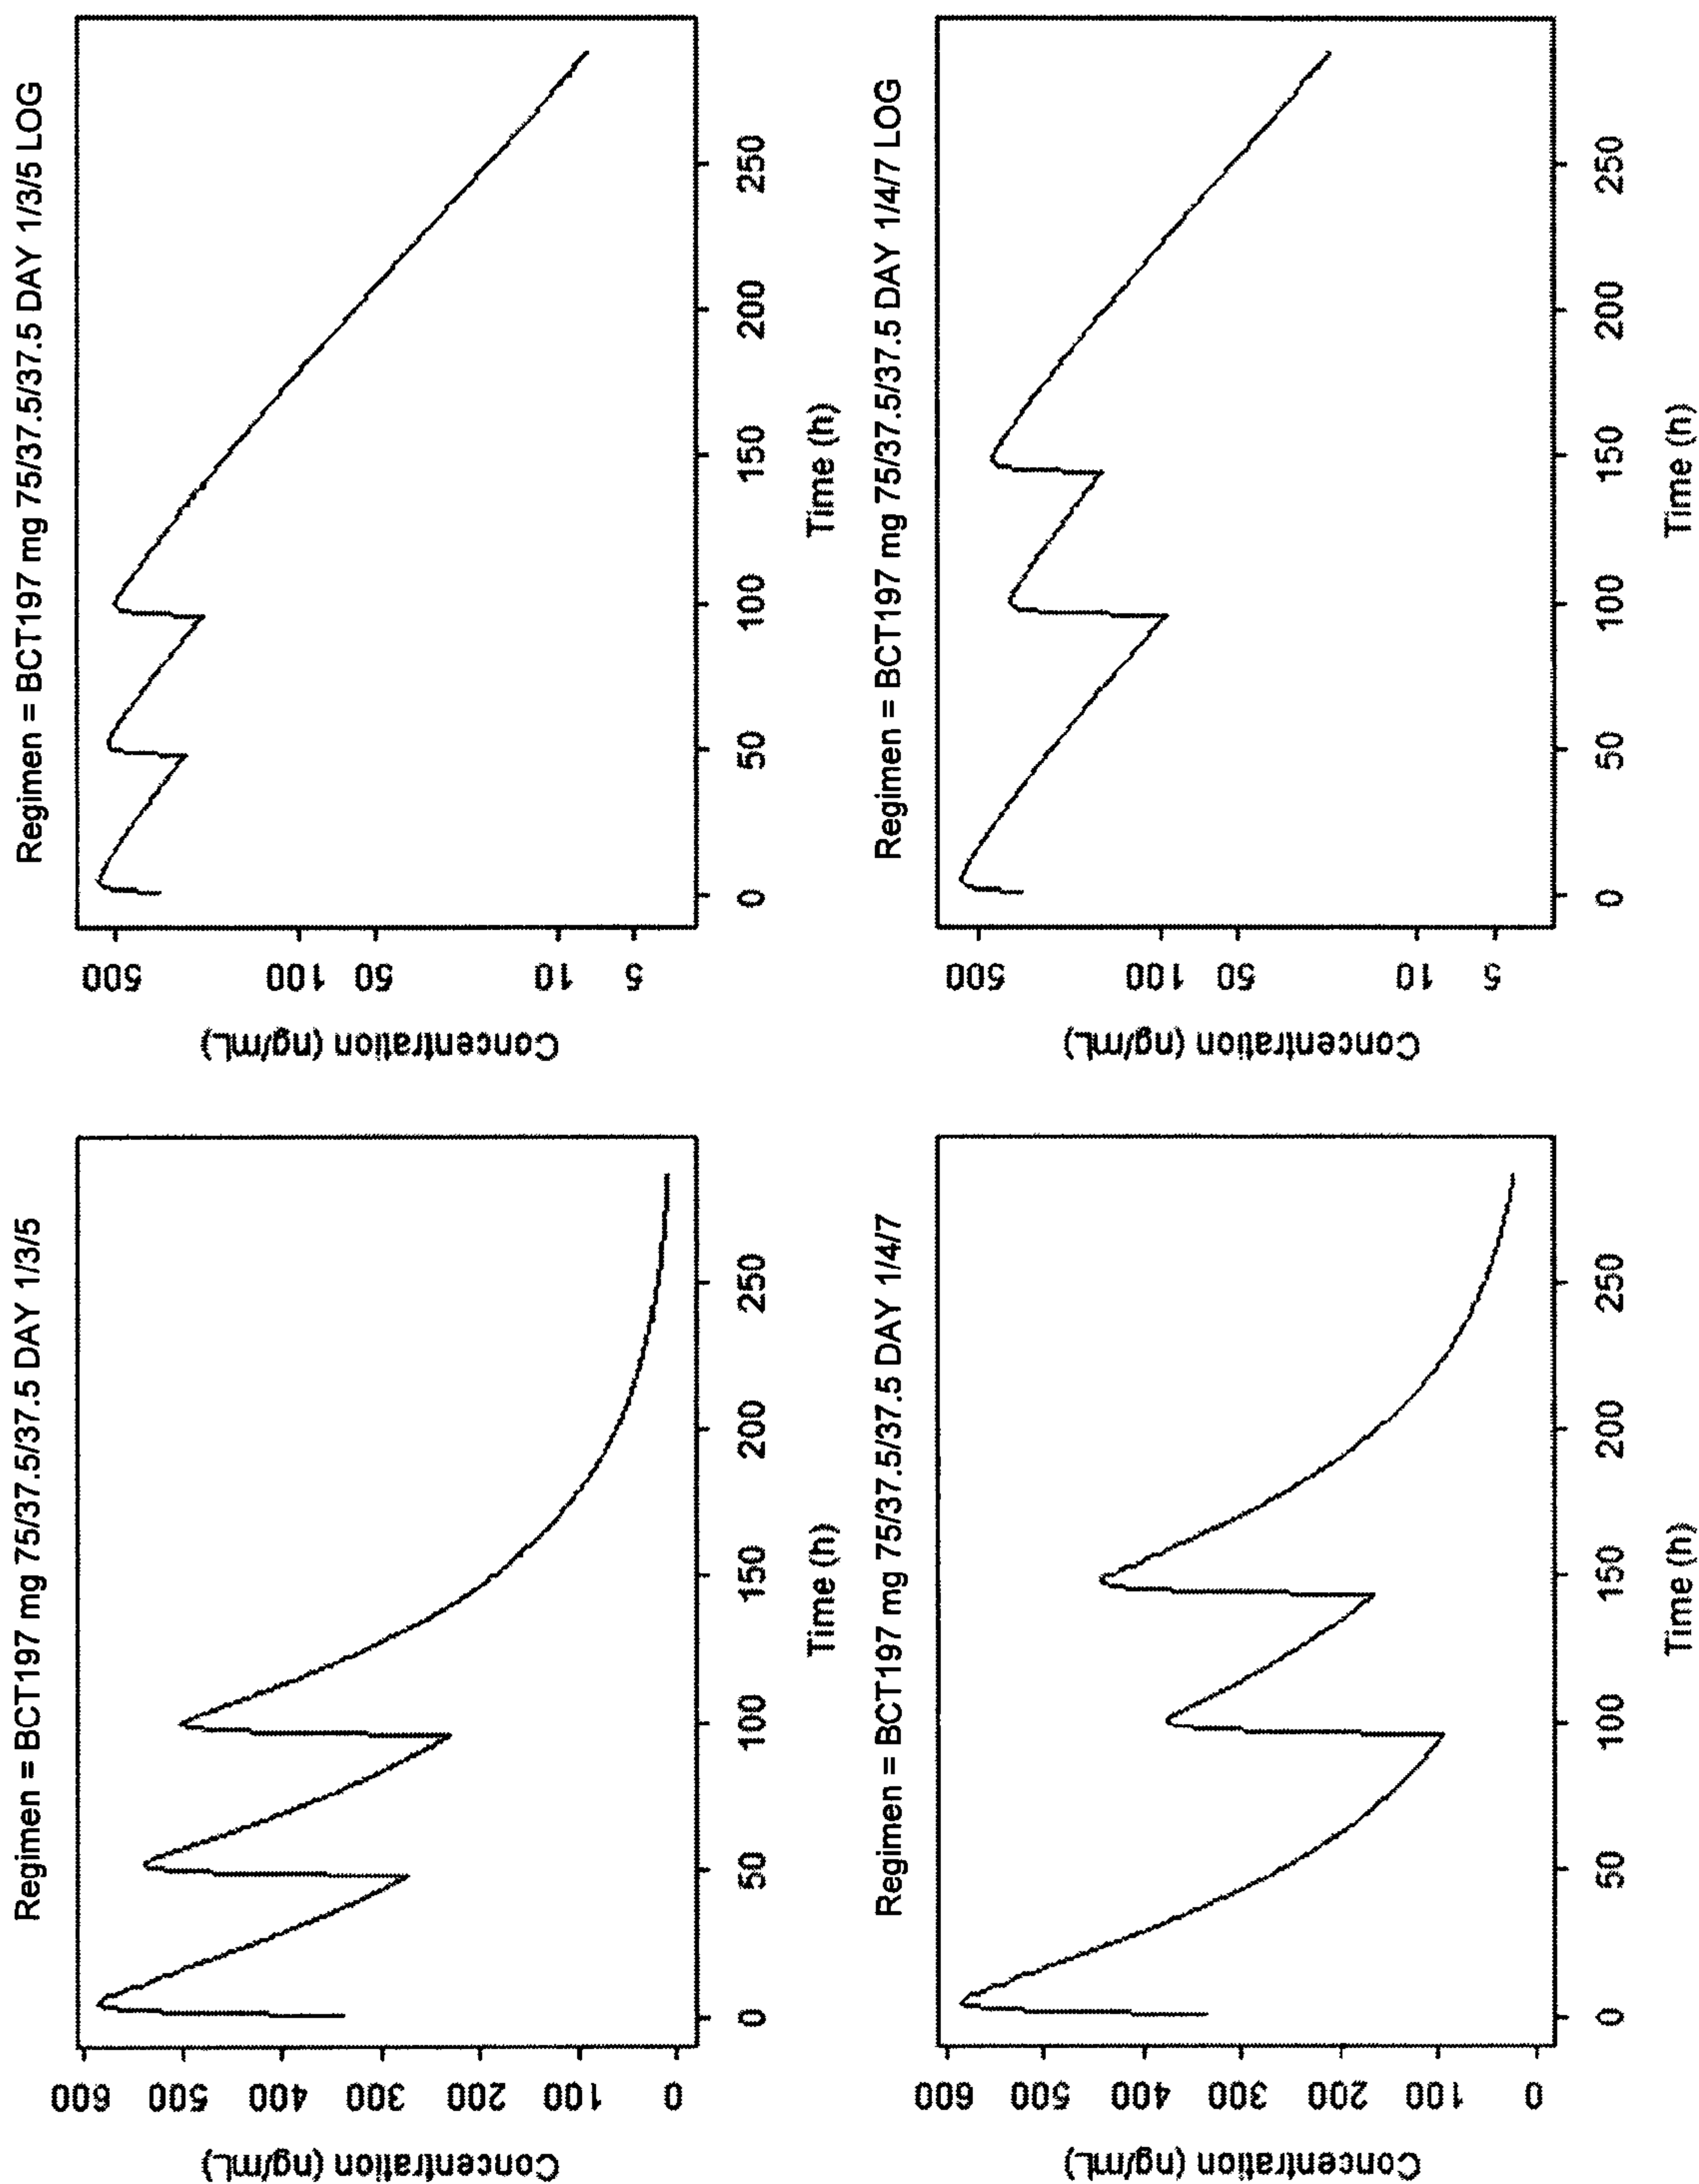 Regimen = BCT197 mg 75/37.5/37.5 DAY 1/3/5
Concentration (ng/mL)
600
500
400
300
200
100
0
0 50 100 150 200 250
Time (h)
Regimen = BCT197 mg 75/37.5/37.5 DAY 1/3/5 LOG
Concentration (ng/mL)
500
100
50
10
5
0 50 100 150 200 250
Time (h)
Regimen = BCT197 mg 75/37.5/37.5 DAY 1/4/7
Concentration (ng/mL)
600
500
400
300
200
100
0
0 50 100 150 200 250
Time (h)
Regimen = BCT197 mg 75/37.5/37.5 DAY 1/4/7 LOG
Concentration (ng/mL)
500
100
50
10
5
0 50 100 150 200 250
Time (h)